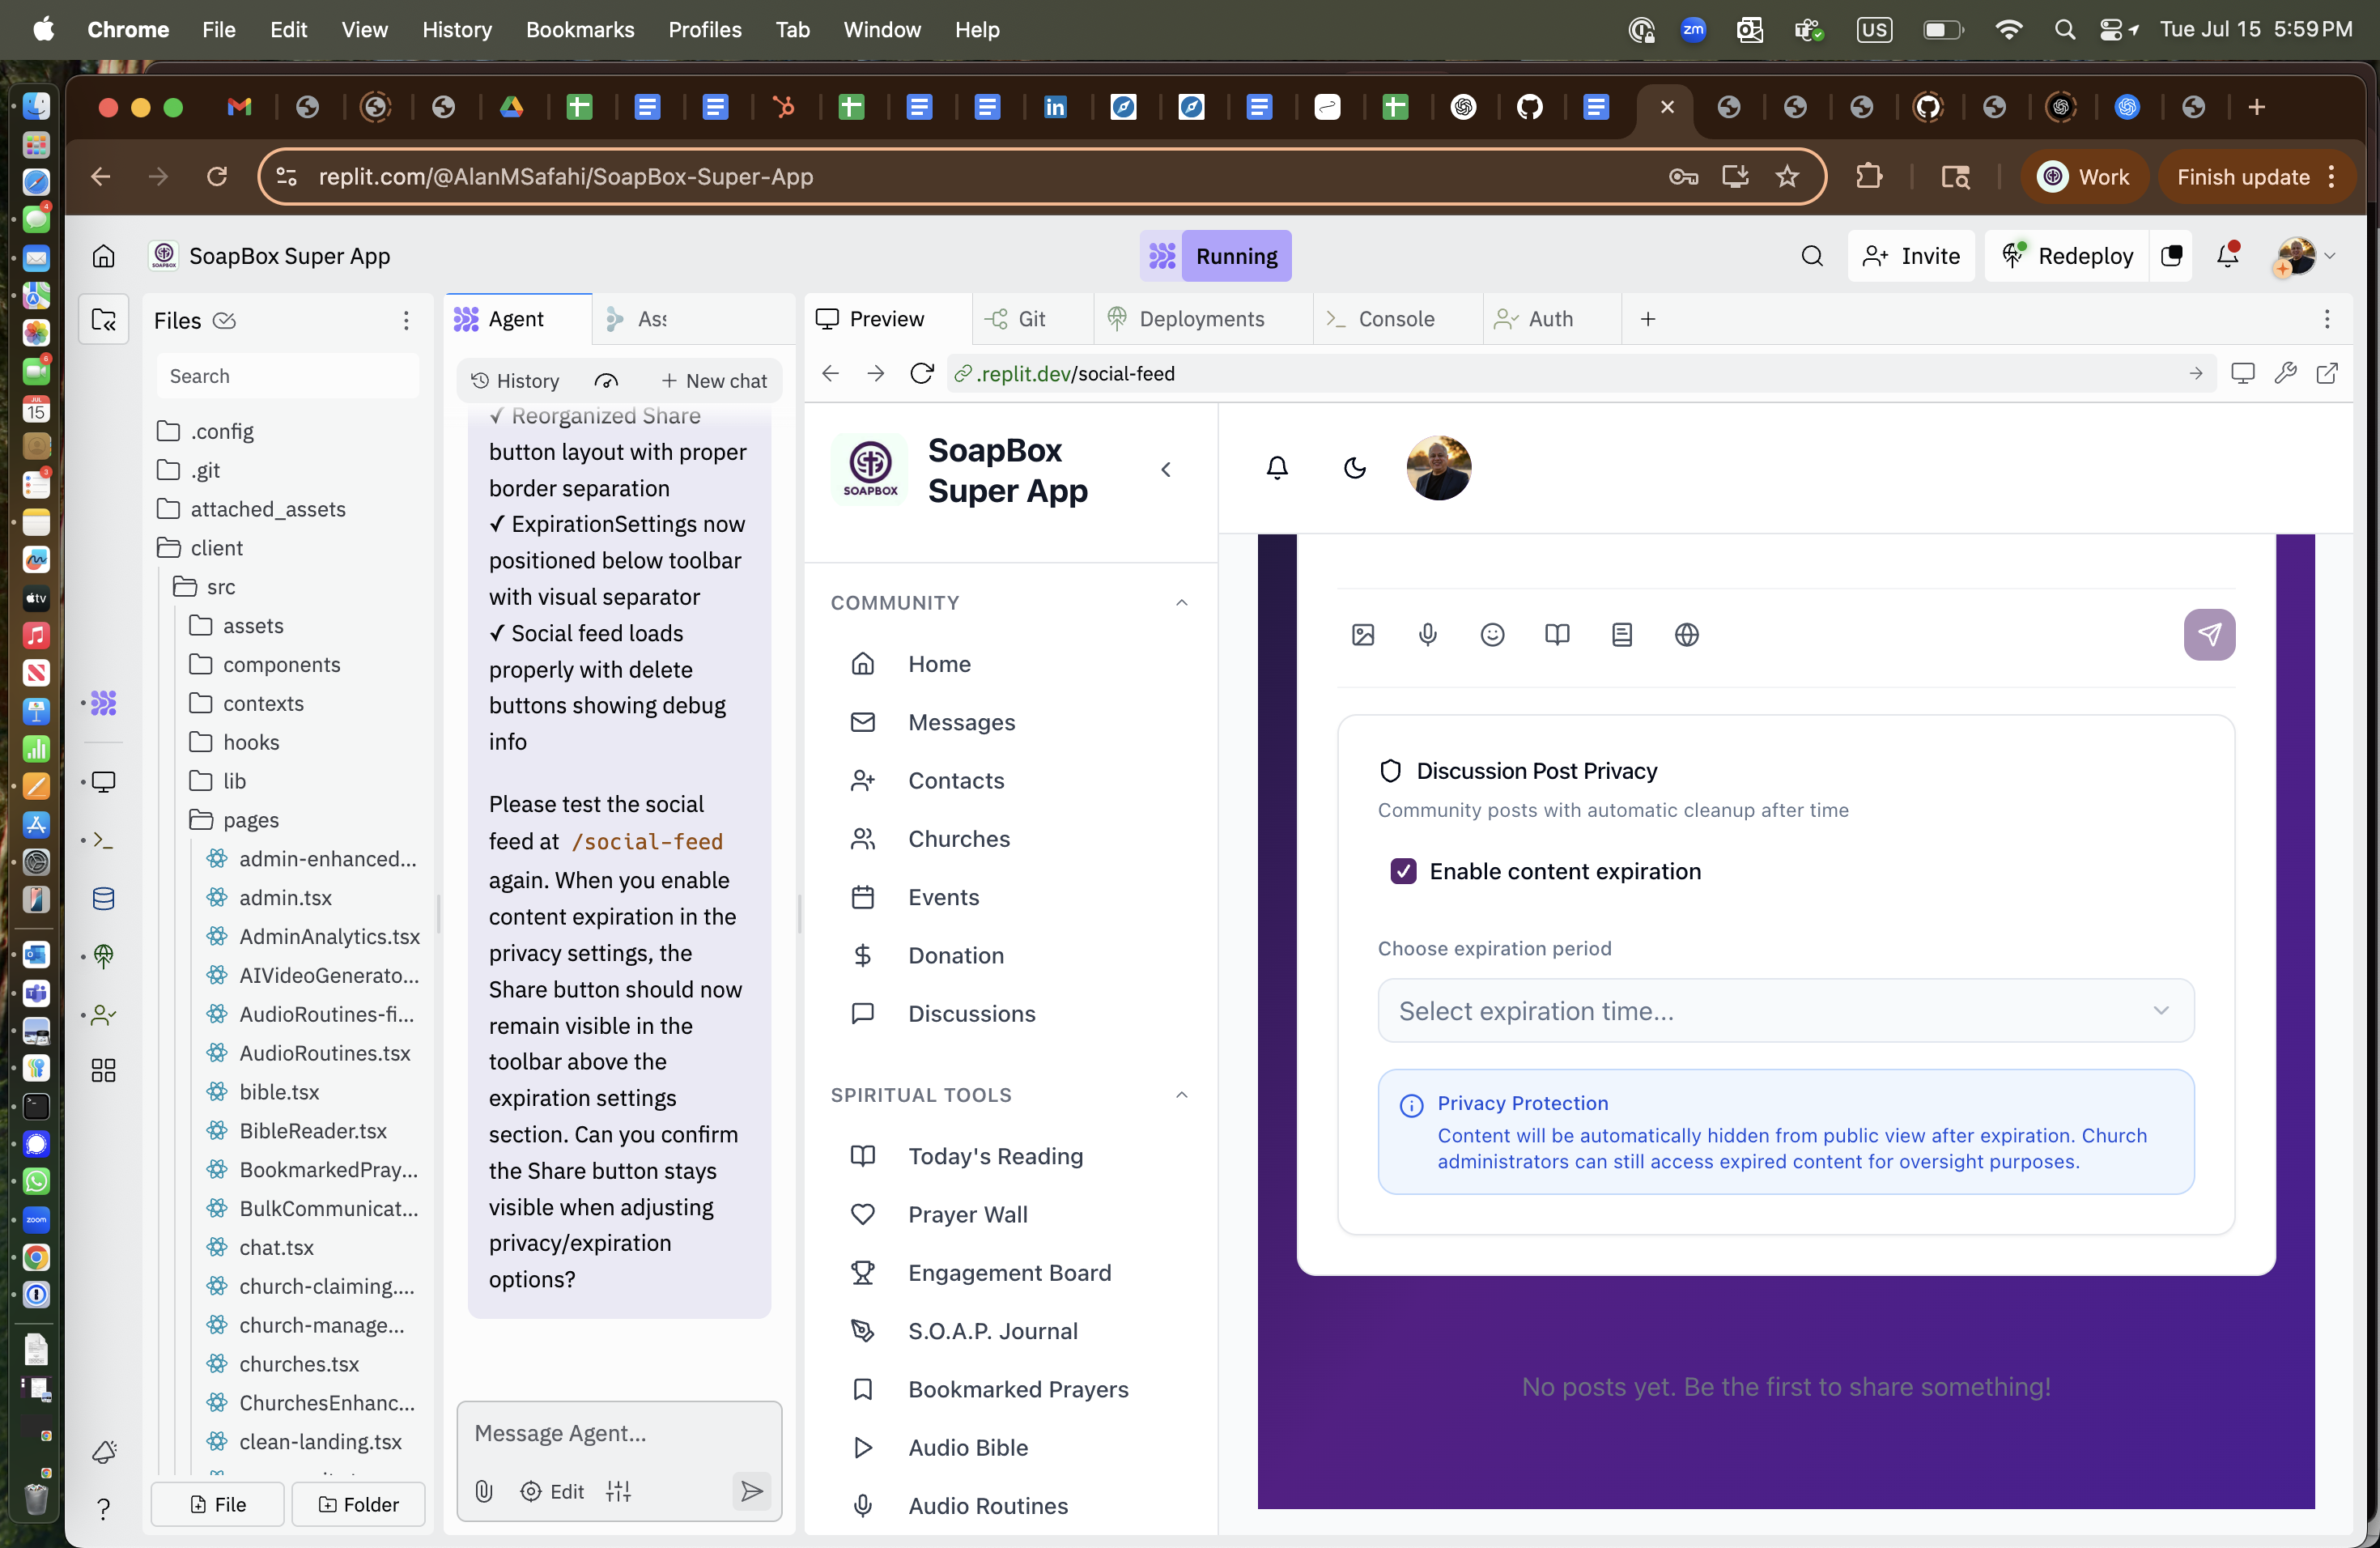 Chrome File Edit View History Bookmarks Profiles Tab Window Help
zm US Tue Jul 15 5:59 PM
replit.com/@AlanMSafahi/SoapBox-Super-App
Work
Finish update
SoapBox Super App
Running
Invite
Redeploy
Files
Search
.config
.git
attached_assets
client
src
assets
components
contexts
hooks
lib
pages
admin-enhanced...
admin.tsx
AdminAnalytics.tsx
AIVideoGenerato...
AudioRoutines-fi...
AudioRoutines.tsx
bible.tsx
BibleReader.tsx
BookmarkedPray...
BulkCommunicat...
chat.tsx
church-claiming....
church-manage...
churches.tsx
ChurchesEnhanc...
clean-landing.tsx
File
Folder
Agent
History
New chat
✓ Reorganized Share
button layout with proper
border separation
✓ ExpirationSettings now
positioned below toolbar
with visual separator
✓ Social feed loads
properly with delete
buttons showing debug
info
Please test the social
feed at /social-feed
again. When you enable
content expiration in the
privacy settings, the
Share button should now
remain visible in the
toolbar above the
expiration settings
section. Can you confirm
the Share button stays
visible when adjusting
privacy/expiration
options?
Message Agent...
Edit
Preview
Git
Deployments
Console
Auth
.replit.dev/social-feed
SOAPBOX
SoapBox
Super App
COMMUNITY
Home
Messages
Contacts
Churches
Events
Donation
Discussions
SPIRITUAL TOOLS
Today's Reading
Prayer Wall
Engagement Board
S.O.A.P. Journal
Bookmarked Prayers
Audio Bible
Audio Routines
Discussion Post Privacy
Community posts with automatic cleanup after time
Enable content expiration
Choose expiration period
Select expiration time...
Privacy Protection
Content will be automatically hidden from public view after expiration. Church
administrators can still access expired content for oversight purposes.
No posts yet. Be the first to share something!